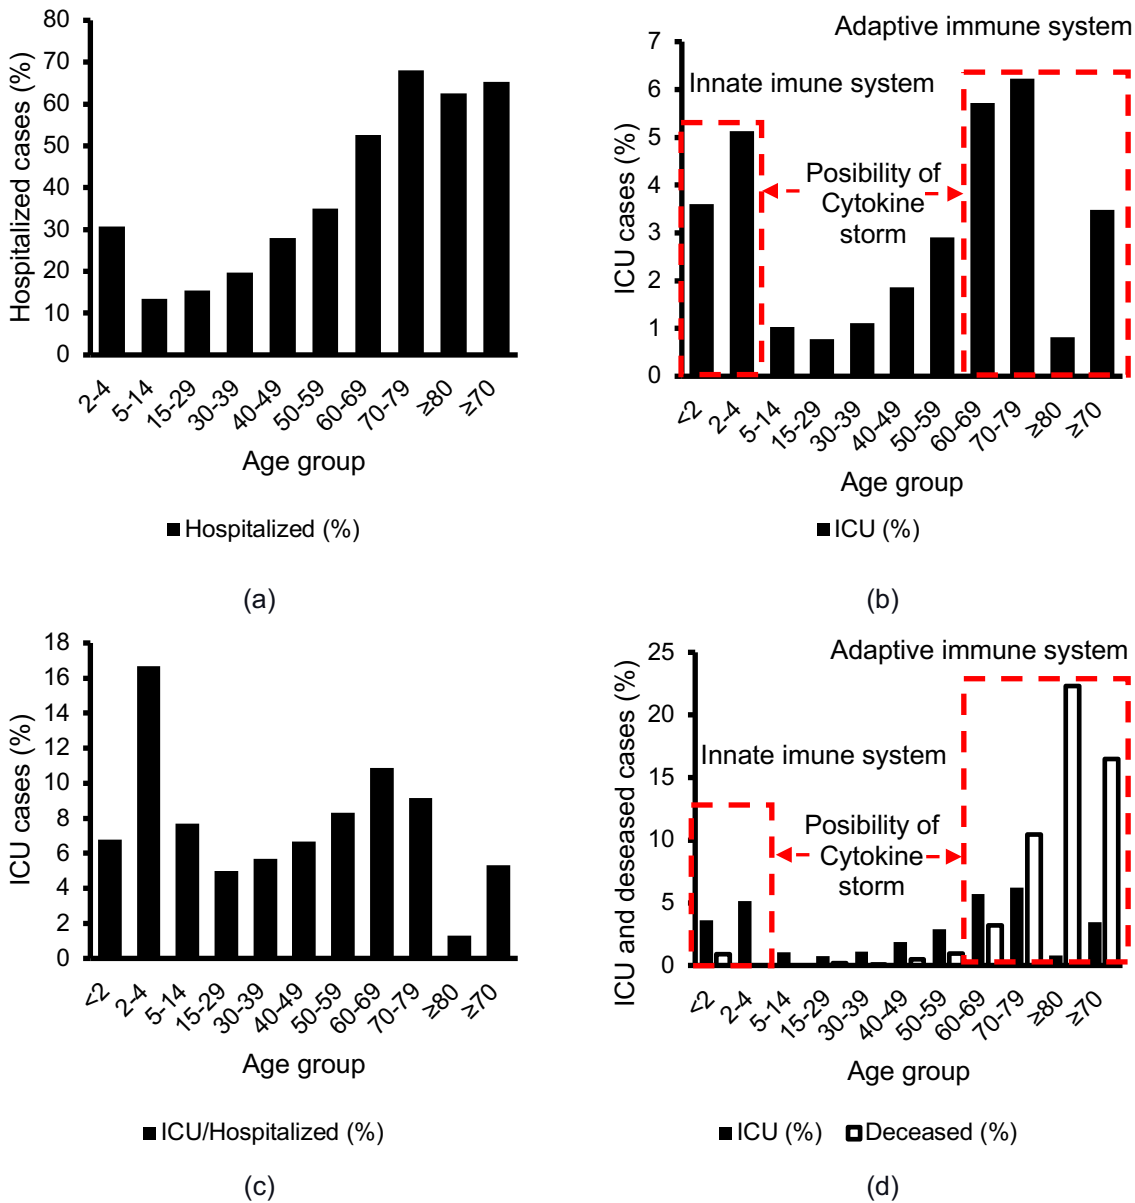 Hospitalized cases (%)
80
70
60
50
40
30
20
10
0
2-4
5-14
15-29
30-39
40-49
50-59
60-69
70-79
≥80
≥70
Age group
■ Hospitalized (%)
(a)
Adaptive immune system
Innate imune system
Posibility of
Cytokine
storm
ICU cases (%)
7
6
5
4
3
2
1
0
<2
2-4
5-14
15-29
30-39
40-49
50-59
60-69
70-79
≥80
≥70
Age group
■ ICU (%)
(b)
ICU cases (%)
18
16
14
12
10
8
6
4
2
0
<2
2-4
5-14
15-29
30-39
40-49
50-59
60-69
70-79
≥80
≥70
Age group
■ ICU/Hospitalized (%)
(c)
Adaptive immune system
Innate imune system
Posibility of
Cytokine
storm
ICU and deseased cases (%)
25
20
15
10
5
0
<2
2-4
5-14
15-29
30-39
40-49
50-59
60-69
70-79
≥80
≥70
Age group
■ ICU (%) □ Deceased (%)
(d)